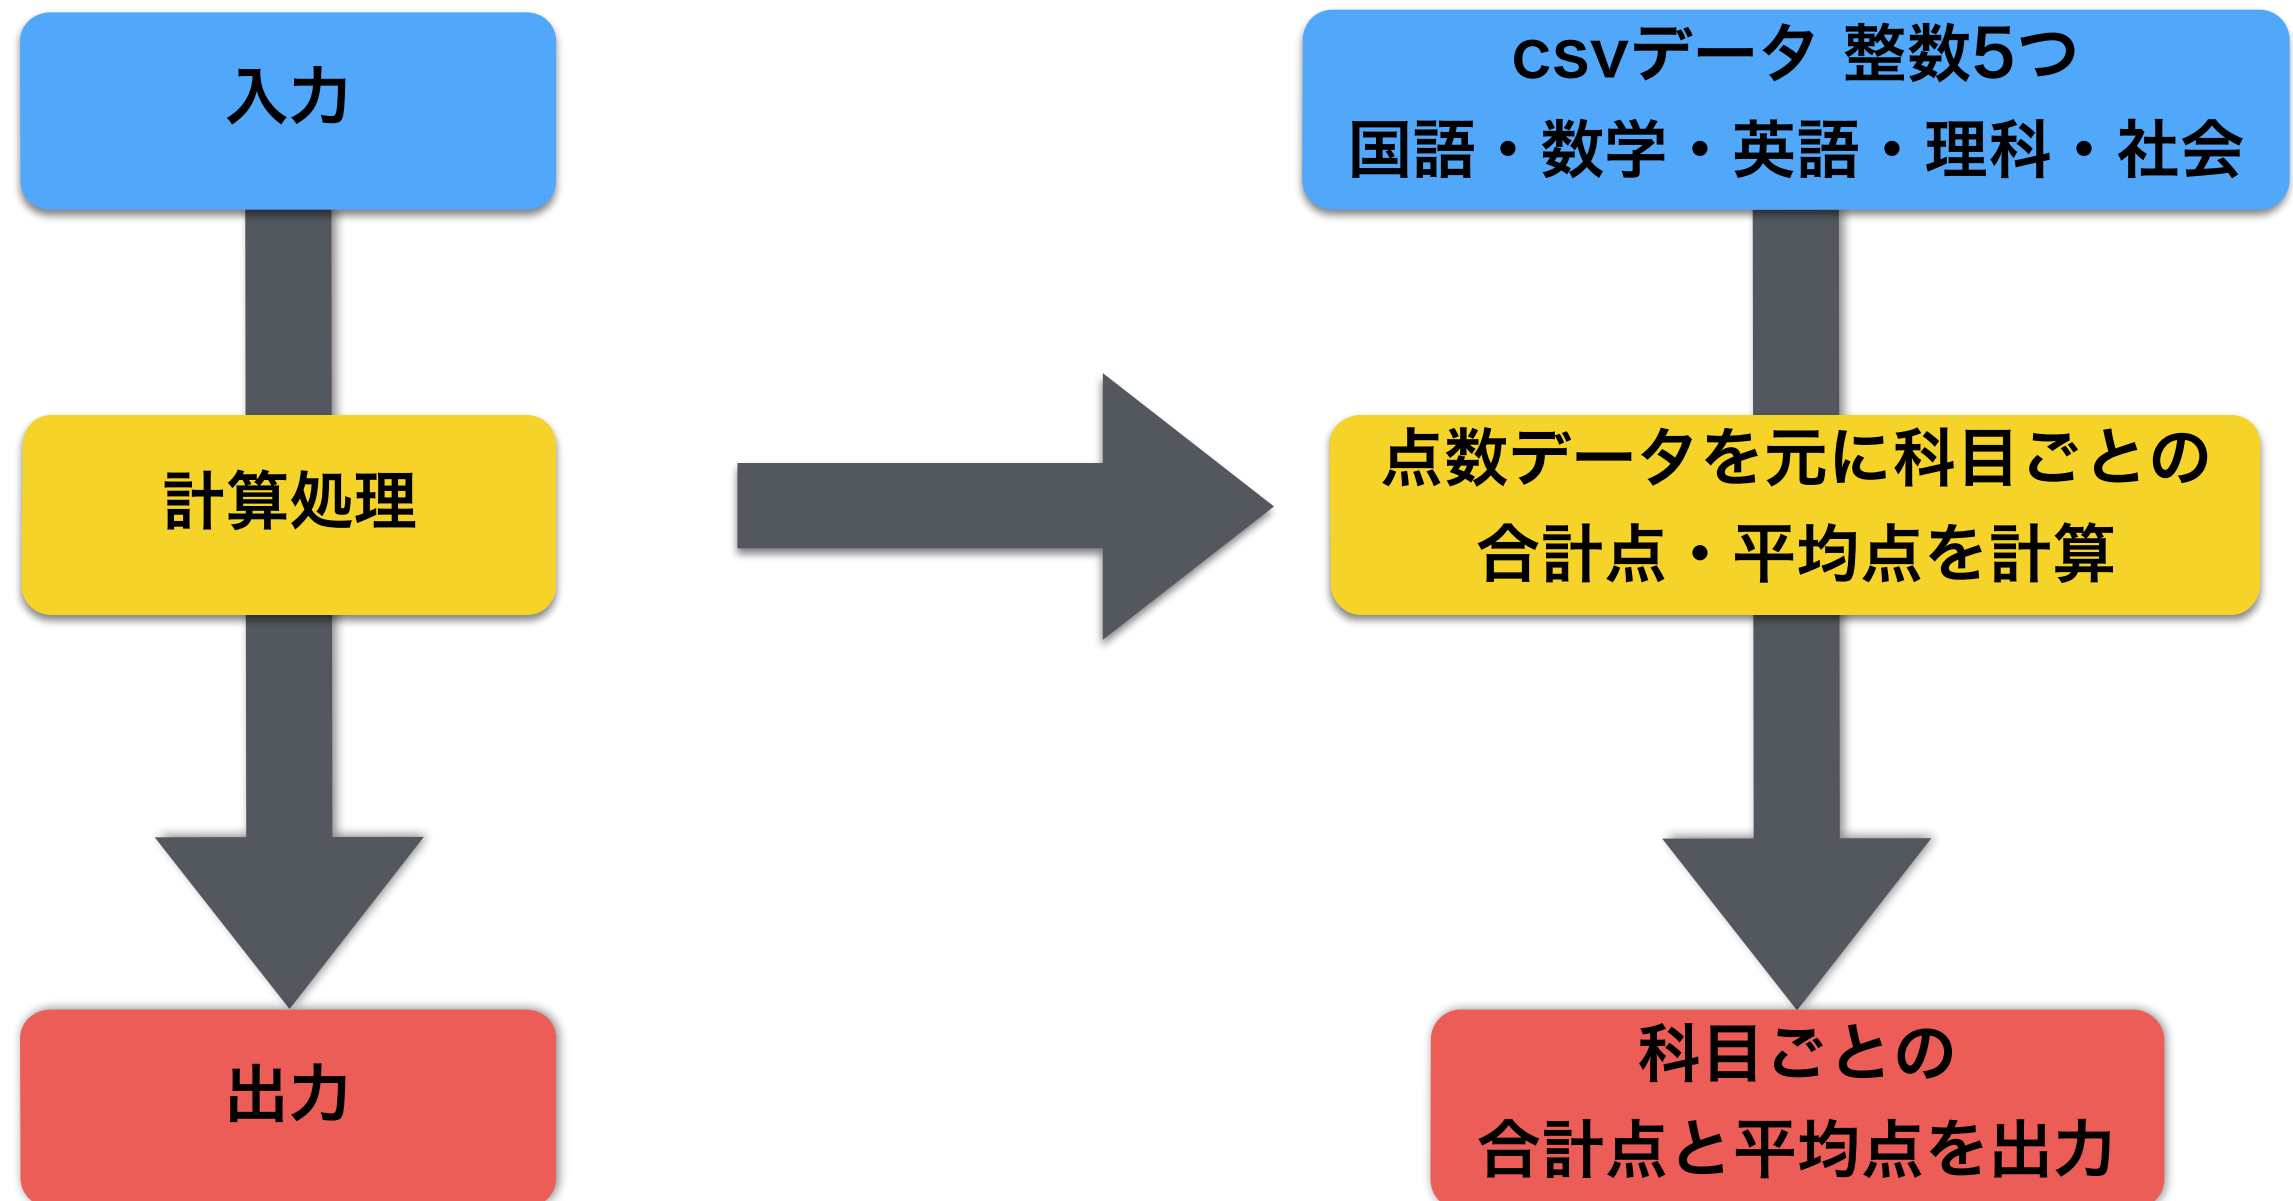 入力
計算処理
出力
CSVデータ 整数5つ
国語・数学・英語・理科・社会
点数データを元に科目ごとの
合計点・平均点を計算
科目ごとの
合計点と平均点を出力